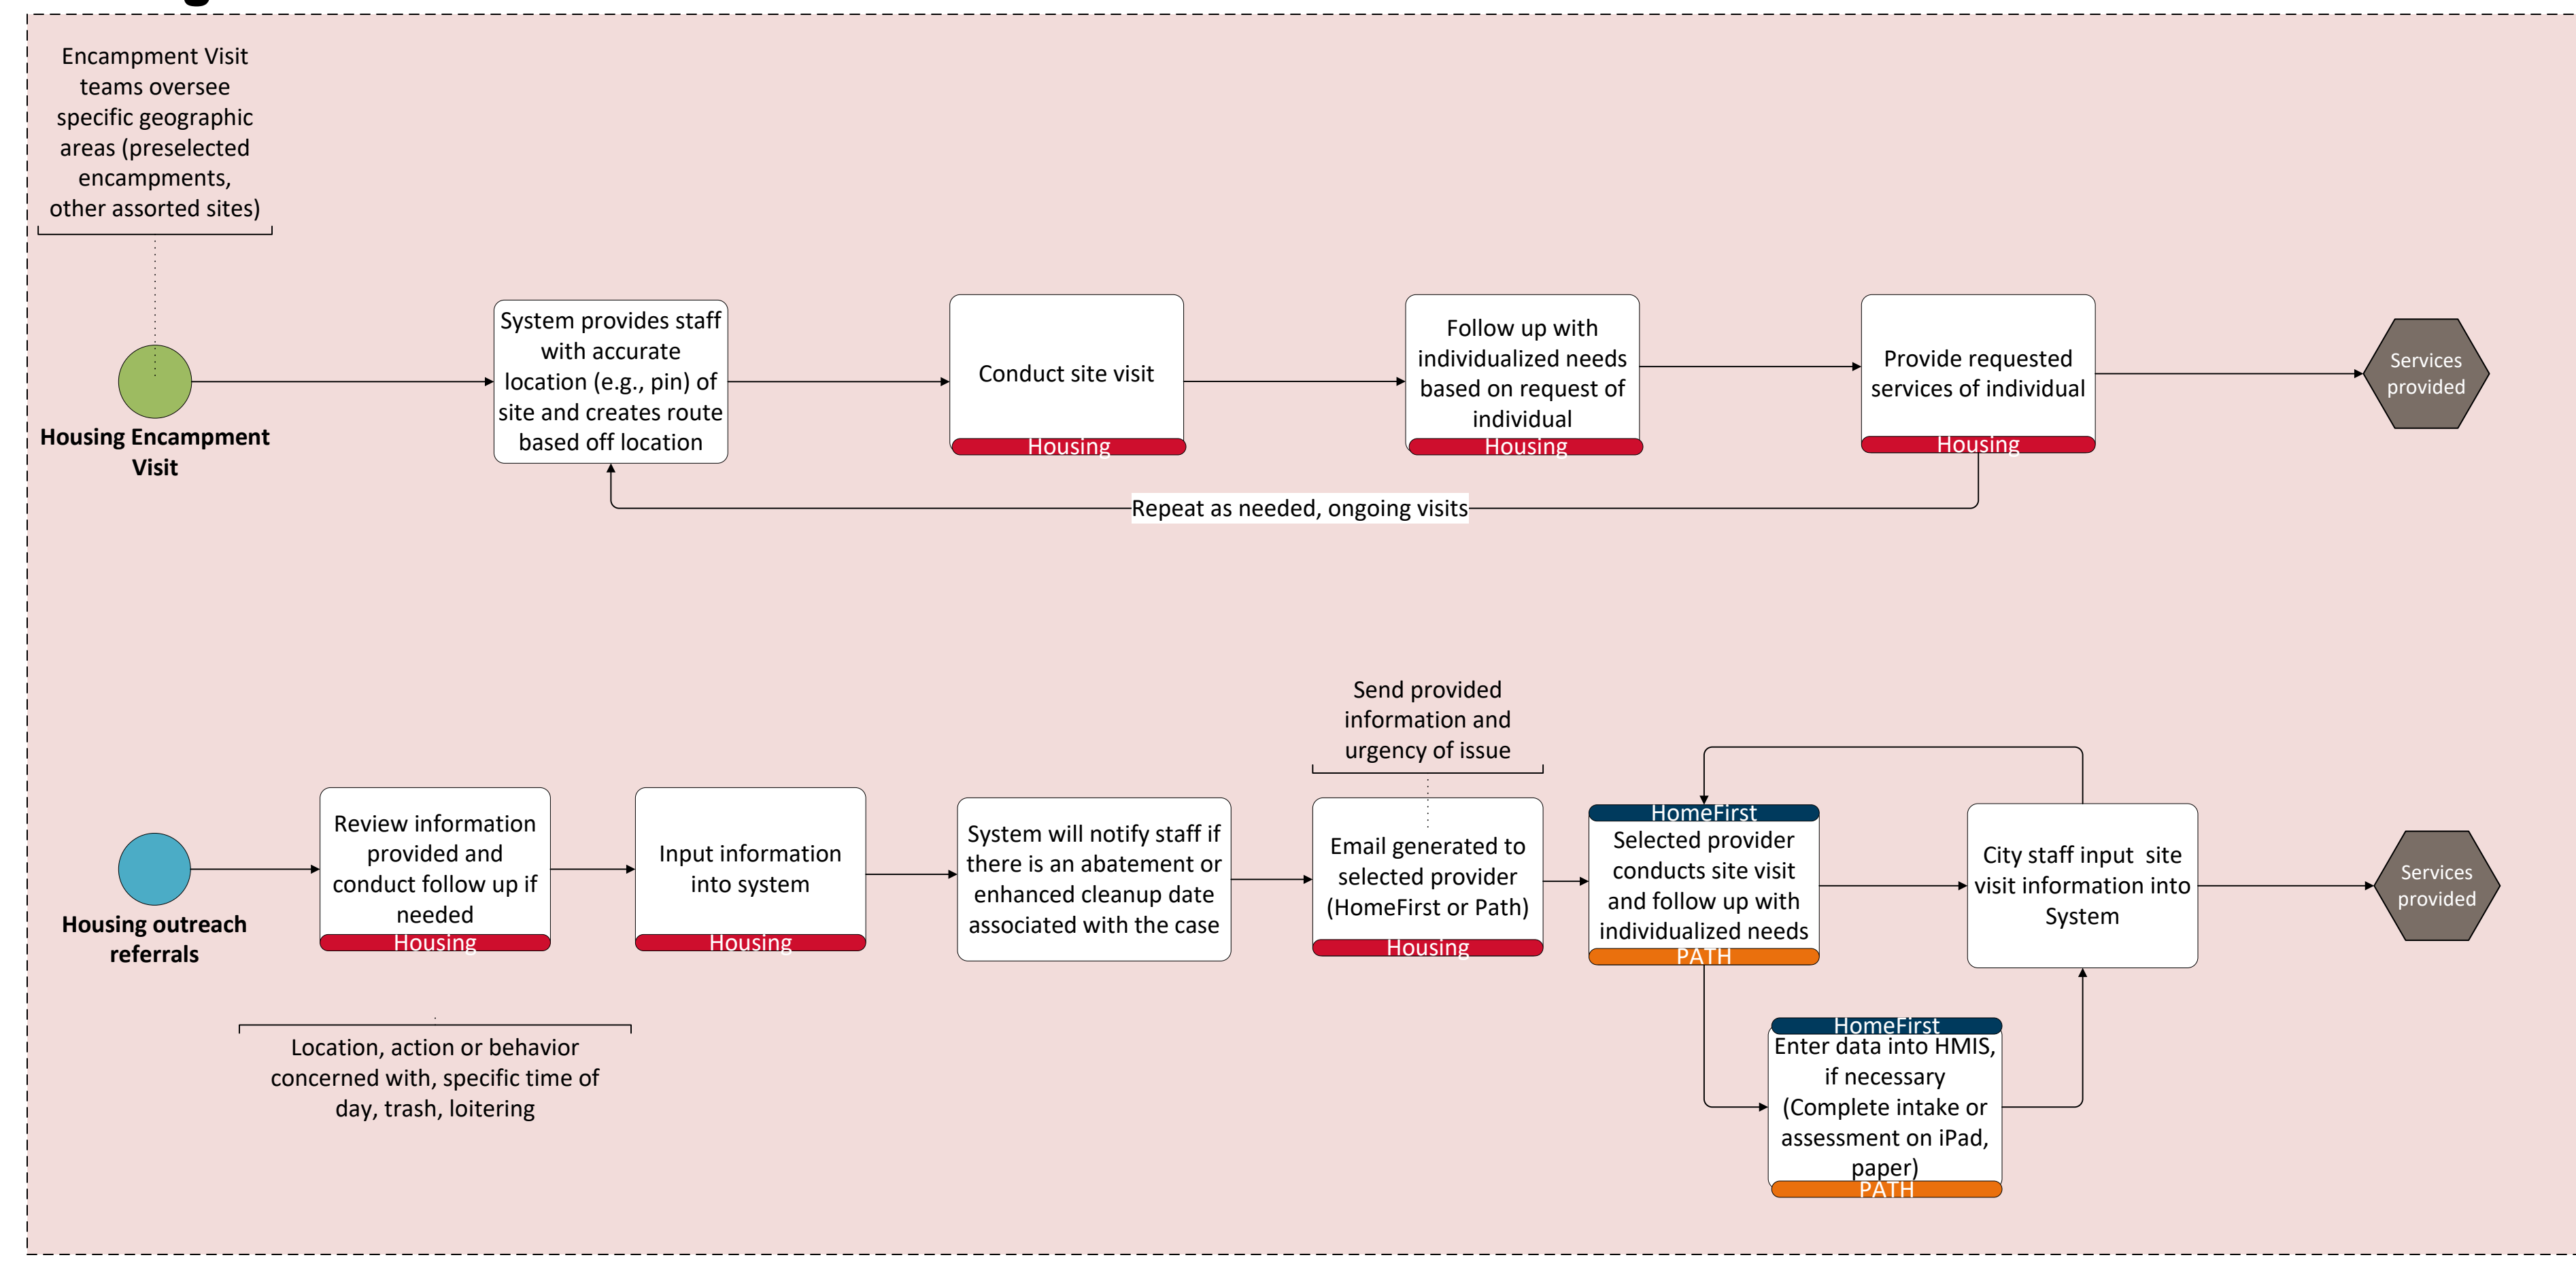 Encampment Visit
teams oversee
specific geographic
areas (preselected
encampments,
other assorted sites)
Housing Encampment
Visit
System provides staff
with accurate
location (e.g., pin) of
site and creates route
based off location
Conduct site visit
Housing
Follow up with
individualized needs
based on request of
individual
Housing
Provide requested
services of individual
Housing
Services
provided
Repeat as needed, ongoing visits
Housing outreach
referrals
Review information
provided and
conduct follow up if
needed
Housing
Location, action or behavior
concerned with, specific time of
day, trash, loitering
Input information
into system
Housing
System will notify staff if
there is an abatement or
enhanced cleanup date
associated with the case
Send provided
information and
urgency of issue
Email generated to
selected provider
(HomeFirst or Path)
Housing
HomeFirst
Selected provider
conducts site visit
and follow up with
individualized needs
PATH
HomeFirst
Enter data into HMIS,
if necessary
(Complete intake or
assessment on iPad,
paper)
PATH
City staff input site
visit information into
System
Services
provided